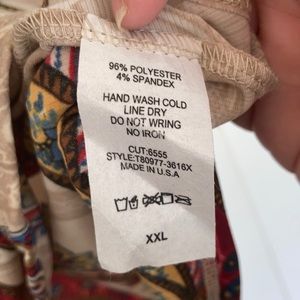 96% POLYESTER
4% SPANDEX
HAND WASH COLD
LINE DRY
DO NOT WRING
NO IRON
CUT:6555
STYLE:T80977-3616X
MADE IN U.S.A
XXL